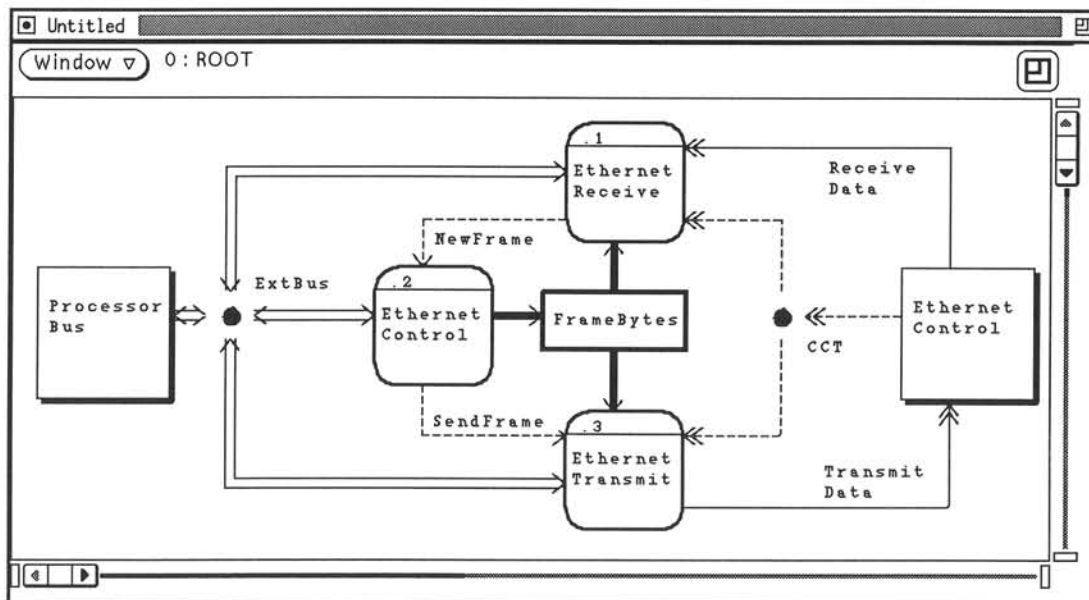 Untitled
Window 0 : ROOT
.1
Ethernet
Receive
Receive
Data
NewFrame
.2
Ethernet
Control
ExtBus
Processor
Bus
FrameBytes
CCT
Ethernet
Control
SendFrame
.3
Ethernet
Transmit
Transmit
Data